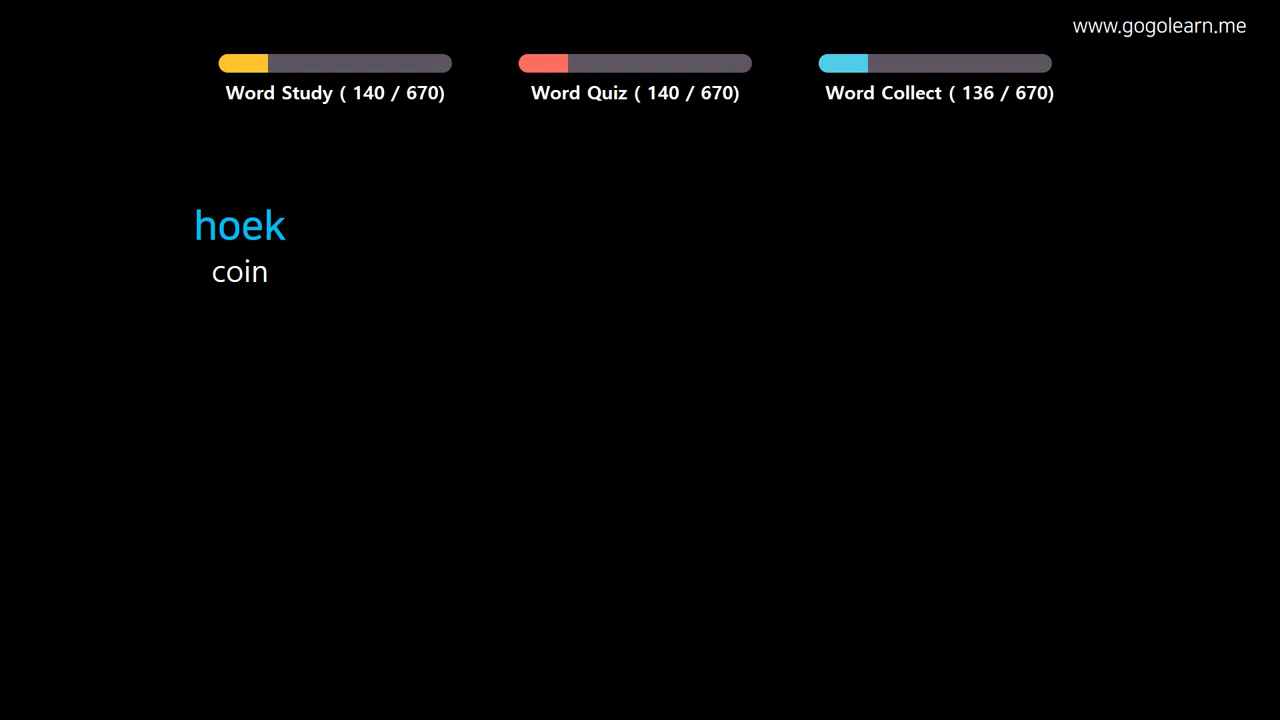 www.gogolearn.me
Word Study ( 140 / 670)
Word Quiz ( 140 / 670)
Word Collect ( 136 / 670)
hoek
coin